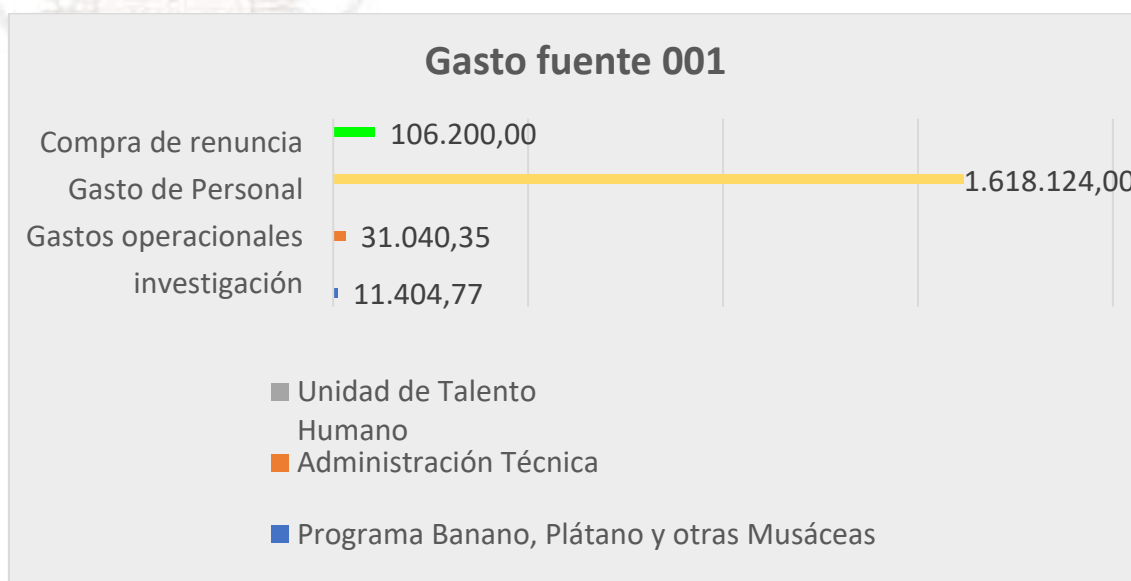 Gasto fuente 001
Compra de renuncia
106.200,00
Gasto de Personal
1.618.124,00
Gastos operacionales
31.040,35
investigación
11.404,77
Unidad de Talento
Humano
Administración Técnica
Programa Banano, Plátano y otras Musáceas